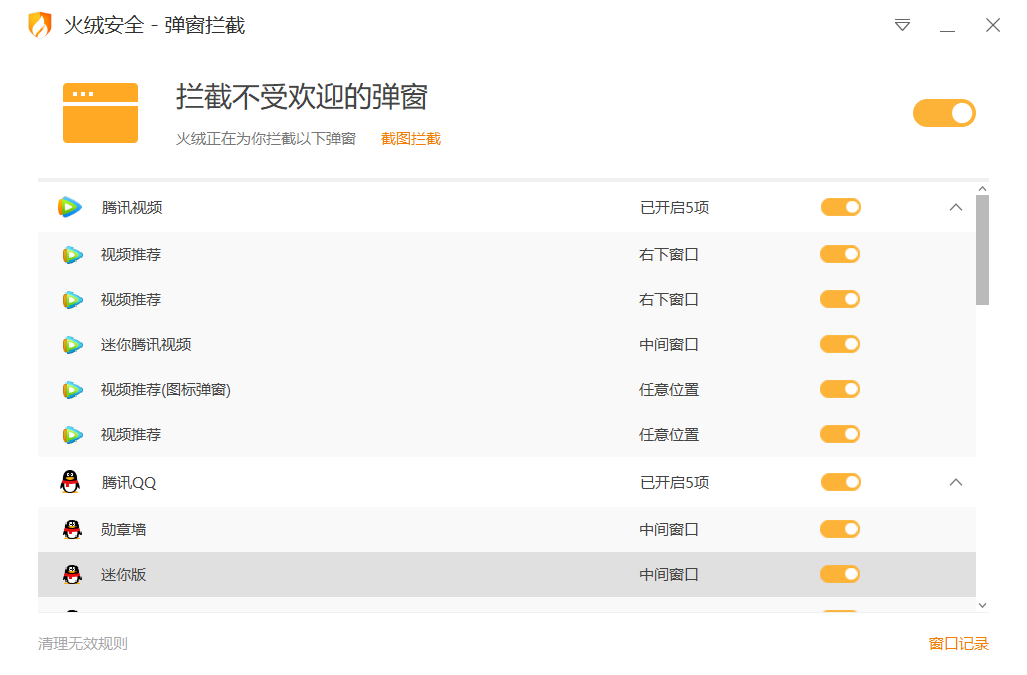 火绒安全 - 弹窗拦截
拦截不受欢迎的弹窗
火绒正在为你拦截以下弹窗 截图拦截
腾讯视频 已开启5项
视频推荐 右下窗口
视频推荐 右下窗口
迷你腾讯视频 中间窗口
视频推荐(图标弹窗) 任意位置
视频推荐 任意位置
腾讯QQ 已开启5项
勋章墙 中间窗口
迷你版 中间窗口
清理无效规则 窗口记录